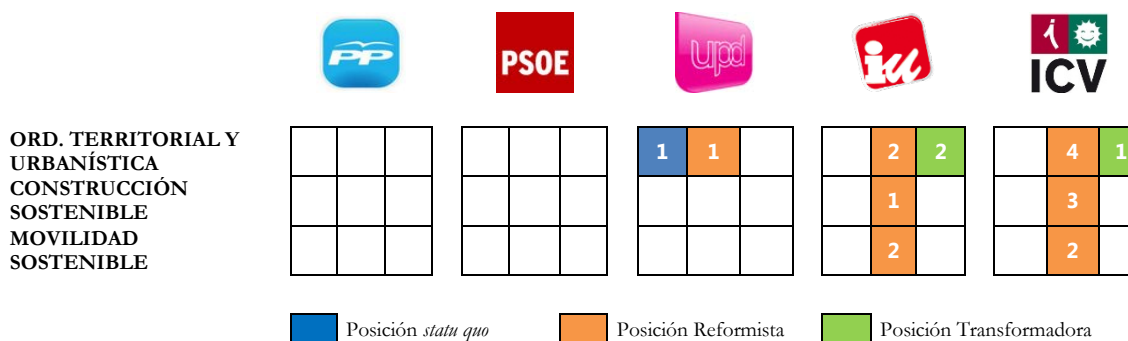 PP
PSOE
upd
iu
ICV
ORD. TERRITORIAL Y
URBANÍSTICA
1 1 2 2 4 1
CONSTRUCCIÓN
SOSTENIBLE
1 3
MOVILIDAD
SOSTENIBLE
2 2
Posición statu quo
Posición Reformista
Posición Transformadora